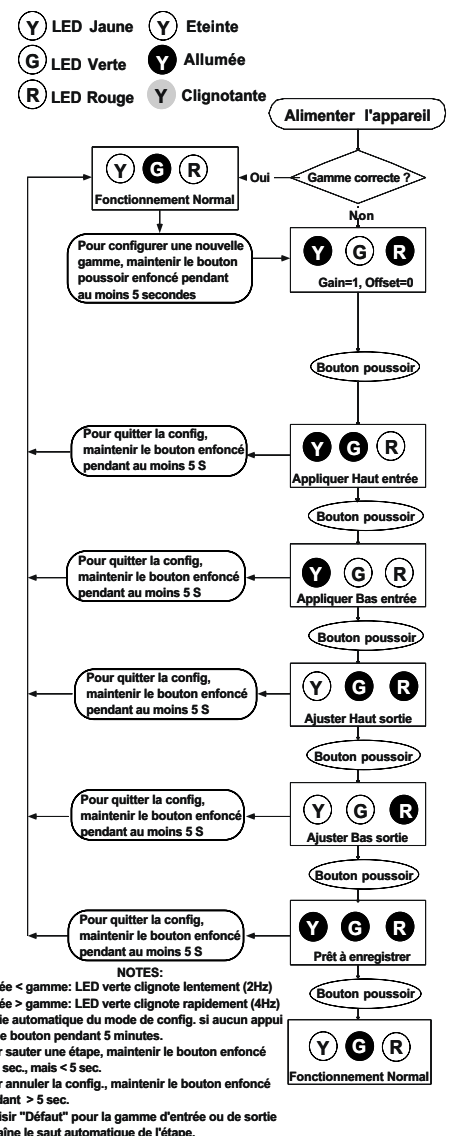 Y LED Jaune Y Eteinte
G LED Verte Y Allumée
R LED Rouge Y Clignotante
Alimenter l'appareil
Y G R
Fonctionnement Normal
Oui
Gamme correcte ?
Non
Pour configurer une nouvelle
gamme, maintenir le bouton
poussoir enfoncé pendant
au moins 5 secondes
Y G R
Gain=1, Offset=0
Bouton poussoir
Pour quitter la config,
maintenir le bouton enfoncé
pendant au moins 5 S
Y G R
Appliquer Haut entrée
Bouton poussoir
Pour quitter la config,
maintenir le bouton enfoncé
pendant au moins 5 S
Y G R
Appliquer Bas entrée
Bouton poussoir
Pour quitter la config,
maintenir le bouton enfoncé
pendant au moins 5 S
Y G R
Ajuster Haut sortie
Bouton poussoir
Pour quitter la config,
maintenir le bouton enfoncé
pendant au moins 5 S
Y G R
Ajuster Bas sortie
Bouton poussoir
Pour quitter la config,
maintenir le bouton enfoncé
pendant au moins 5 S
Y G R
Prêt à enregistrer
Bouton poussoir
Y G R
Fonctionnement Normal
NOTES:
< gamme: LED verte clignote lentement (2Hz)
> gamme: LED verte clignote rapidement (4Hz)
automatique du mode de config. si aucun appui
bouton pendant 5 minutes.
sauter une étape, maintenir le bouton enfoncé
sec., mais < 5 sec.
annuler la config., maintenir le bouton enfoncé
> 5 sec.
"Défaut" pour la gamme d'entrée ou de sortie
le saut automatique de l'étape.